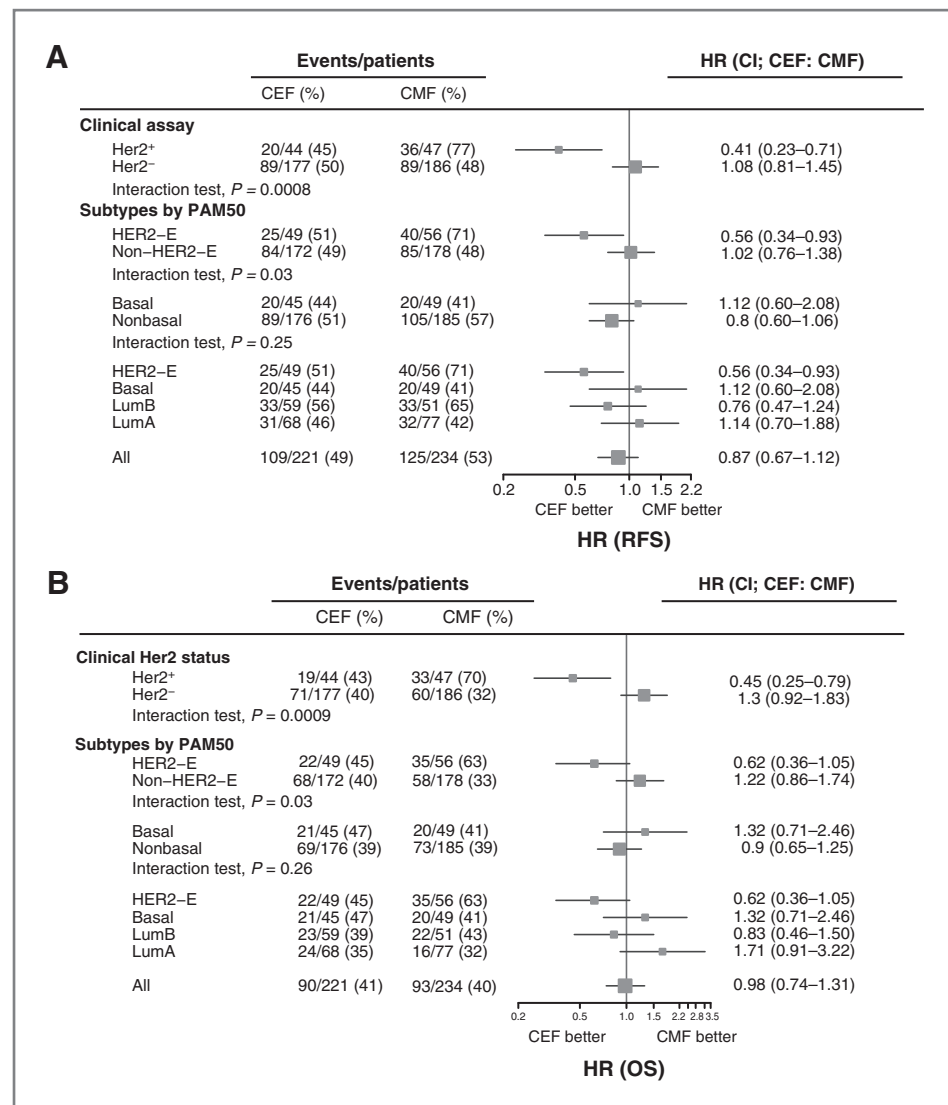 A
Events/patients HR (CI; CEF: CMF)
CEF (%) CMF (%)
Clinical assay
Her2+ 20/44 (45) 36/47 (77) 0.41 (0.23–0.71)
Her2− 89/177 (50) 89/186 (48) 1.08 (0.81–1.45)
Interaction test, P = 0.0008
Subtypes by PAM50
HER2–E 25/49 (51) 40/56 (71) 0.56 (0.34–0.93)
Non–HER2–E 84/172 (49) 85/178 (48) 1.02 (0.76–1.38)
Interaction test, P = 0.03
Basal 20/45 (44) 20/49 (41) 1.12 (0.60–2.08)
Nonbasal 89/176 (51) 105/185 (57) 0.8 (0.60–1.06)
Interaction test, P = 0.25
HER2–E 25/49 (51) 40/56 (71) 0.56 (0.34–0.93)
Basal 20/45 (44) 20/49 (41) 1.12 (0.60–2.08)
LumB 33/59 (56) 33/51 (65) 0.76 (0.47–1.24)
LumA 31/68 (46) 32/77 (42) 1.14 (0.70–1.88)
All 109/221 (49) 125/234 (53) 0.87 (0.67–1.12)
0.2 0.5 1.0 1.5 2.2
CEF better CMF better
HR (RFS)
B
Events/patients HR (CI; CEF: CMF)
CEF (%) CMF (%)
Clinical Her2 status
Her2+ 19/44 (43) 33/47 (70) 0.45 (0.25–0.79)
Her2− 71/177 (40) 60/186 (32) 1.3 (0.92–1.83)
Interaction test, P = 0.0009
Subtypes by PAM50
HER2–E 22/49 (45) 35/56 (63) 0.62 (0.36–1.05)
Non–HER2–E 68/172 (40) 58/178 (33) 1.22 (0.86–1.74)
Interaction test, P = 0.03
Basal 21/45 (47) 20/49 (41) 1.32 (0.71–2.46)
Nonbasal 69/176 (39) 73/185 (39) 0.9 (0.65–1.25)
Interaction test, P = 0.26
HER2–E 22/49 (45) 35/56 (63) 0.62 (0.36–1.05)
Basal 21/45 (47) 20/49 (41) 1.32 (0.71–2.46)
LumB 23/59 (39) 22/51 (43) 0.83 (0.46–1.50)
LumA 24/68 (35) 16/77 (32) 1.71 (0.91–3.22)
All 90/221 (41) 93/234 (40) 0.98 (0.74–1.31)
0.2 0.5 1.0 1.5 2.2 2.8 3.5
CEF better CMF better
HR (OS)